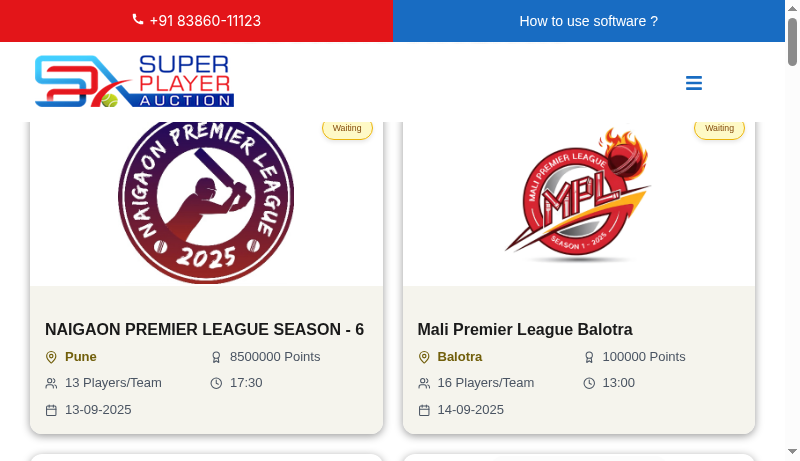 +91 83860-11123
How to use software ?
SUPER
PLAYER
AUCTION
Waiting
NAIGAON PREMIER LEAGUE
2025
NAIGAON PREMIER LEAGUE SEASON - 6
Pune
8500000 Points
13 Players/Team
17:30
13-09-2025
Waiting
MALI PREMIER LEAGUE
MPL
SEASON 1 - 2025
Mali Premier League Balotra
Balotra
100000 Points
16 Players/Team
13:00
14-09-2025